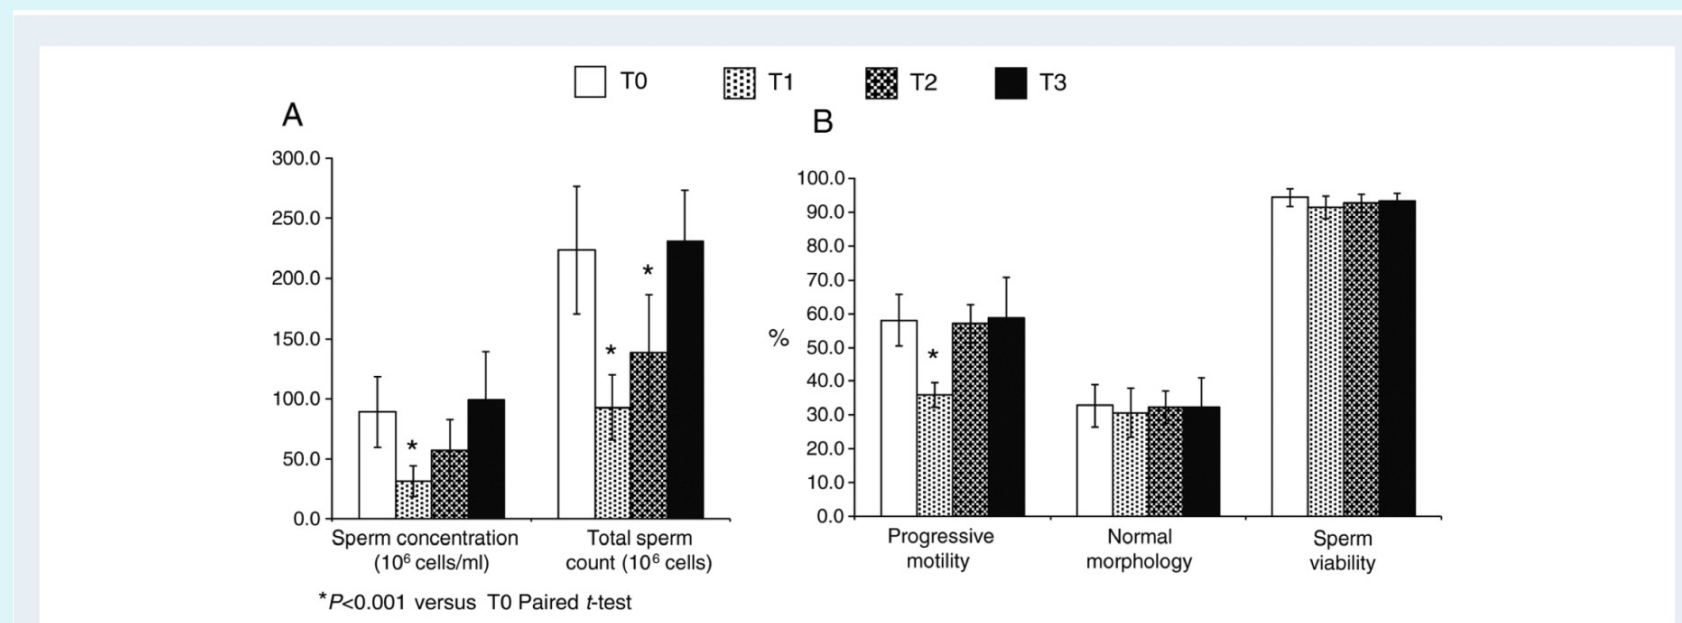 T0 T1 T2 T3
A
300.0
250.0
200.0
150.0
100.0
50.0
0.0
*
*
*
Sperm concentration
(10⁶ cells/ml)
Total sperm
count (10⁶ cells)
*P<0.001 versus T0 Paired t-test
B
%
100.0
90.0
80.0
70.0
60.0
50.0
40.0
30.0
20.0
10.0
0.0
*
Progressive
motility
Normal
morphology
Sperm
viability